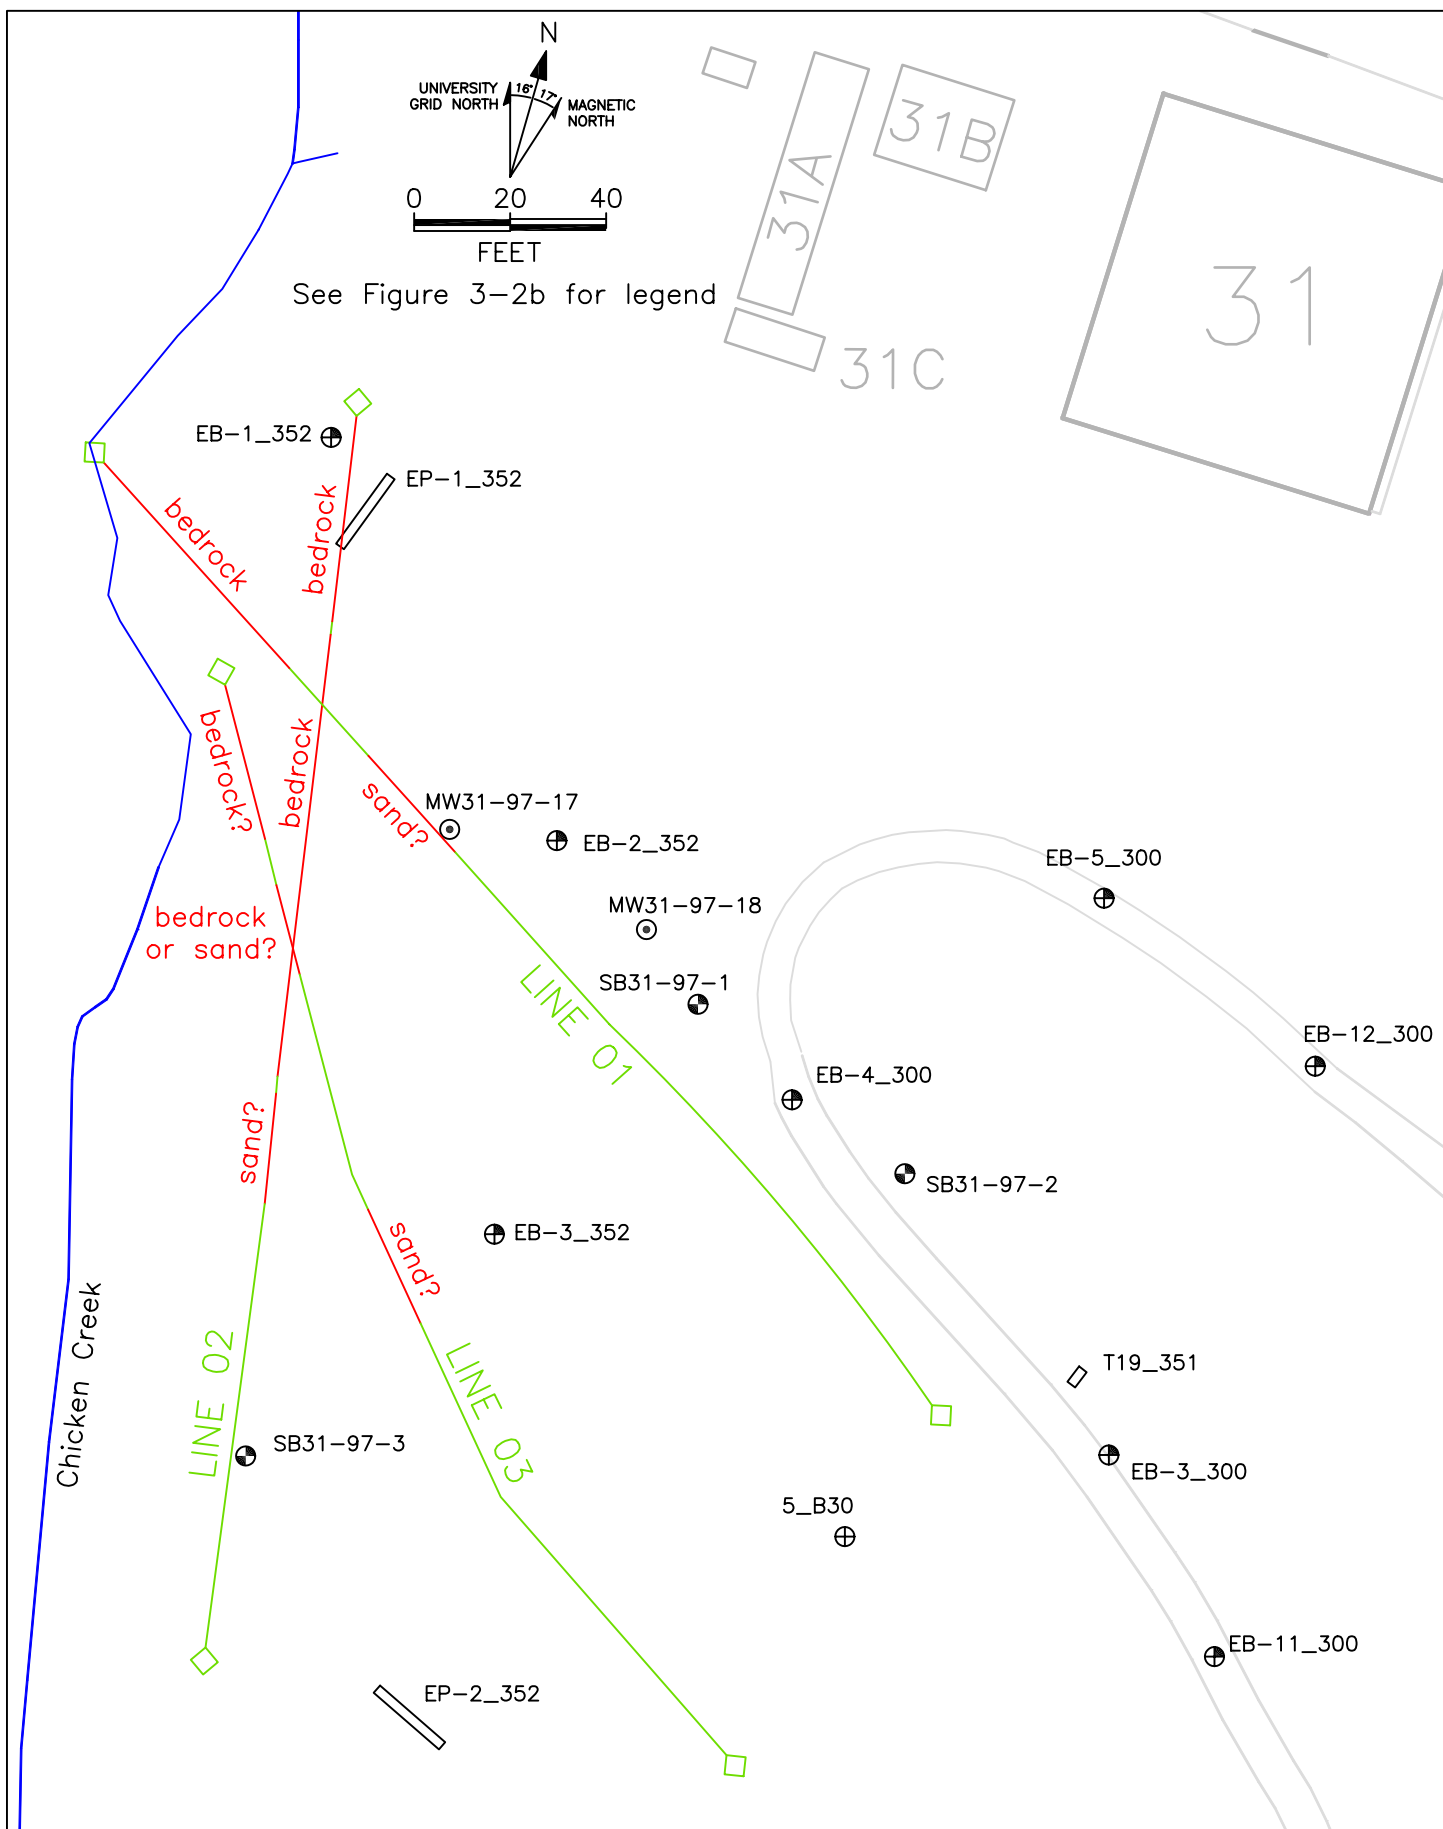 N
UNIVERSITY
GRID NORTH
16°
17°
MAGNETIC
NORTH
0 20 40
FEET
See Figure 3-2b for legend
31A
31B
31
31C
EB-1_352
EP-1_352
bedrock
bedrock
bedrock?
bedrock
sand?
MW31-97-17
EB-2_352
EB-5_300
MW31-97-18
bedrock
or sand?
SB31-97-1
LINE 01
EB-12_300
EB-4_300
sand?
SB31-97-2
EB-3_352
sand?
Chicken Creek
LINE 02
LINE 03
T19_351
SB31-97-3
EB-3_300
5_B30
EB-11_300
EP-2_352